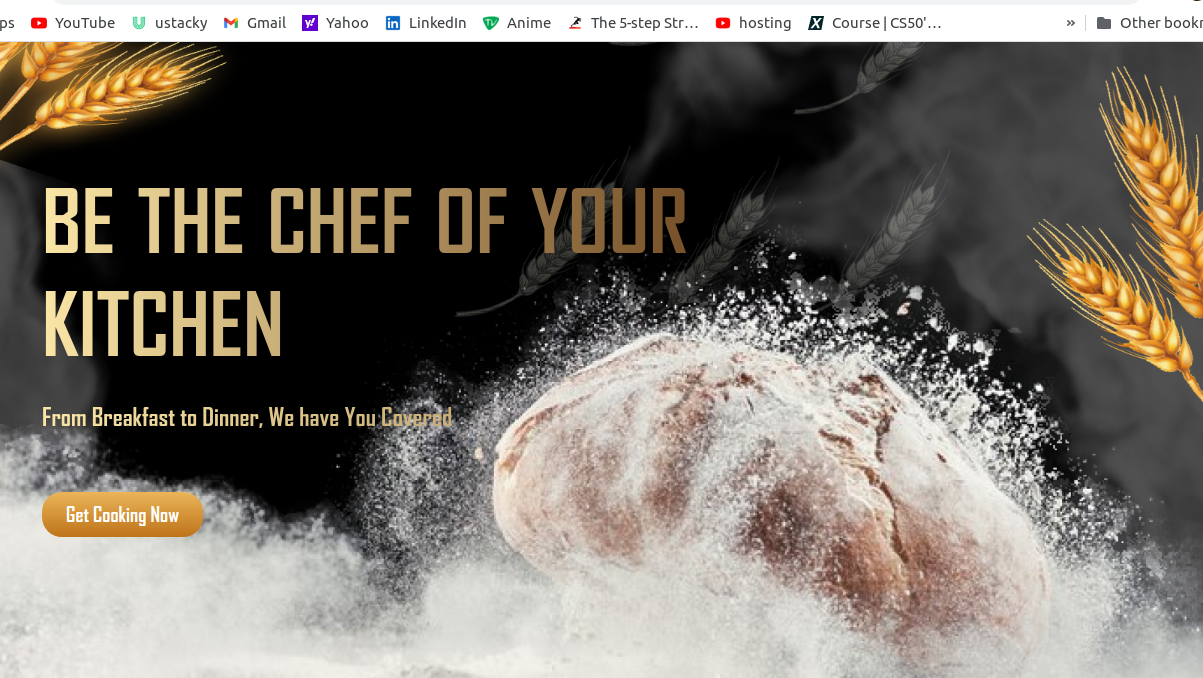 ps YouTube ustacky Gmail Yahoo LinkedIn Anime The 5-step Str… hosting Course | CS50'… » Other bookr
BE THE CHEF OF YOUR
KITCHEN
From Breakfast to Dinner, We have You Covered
Get Cooking Now